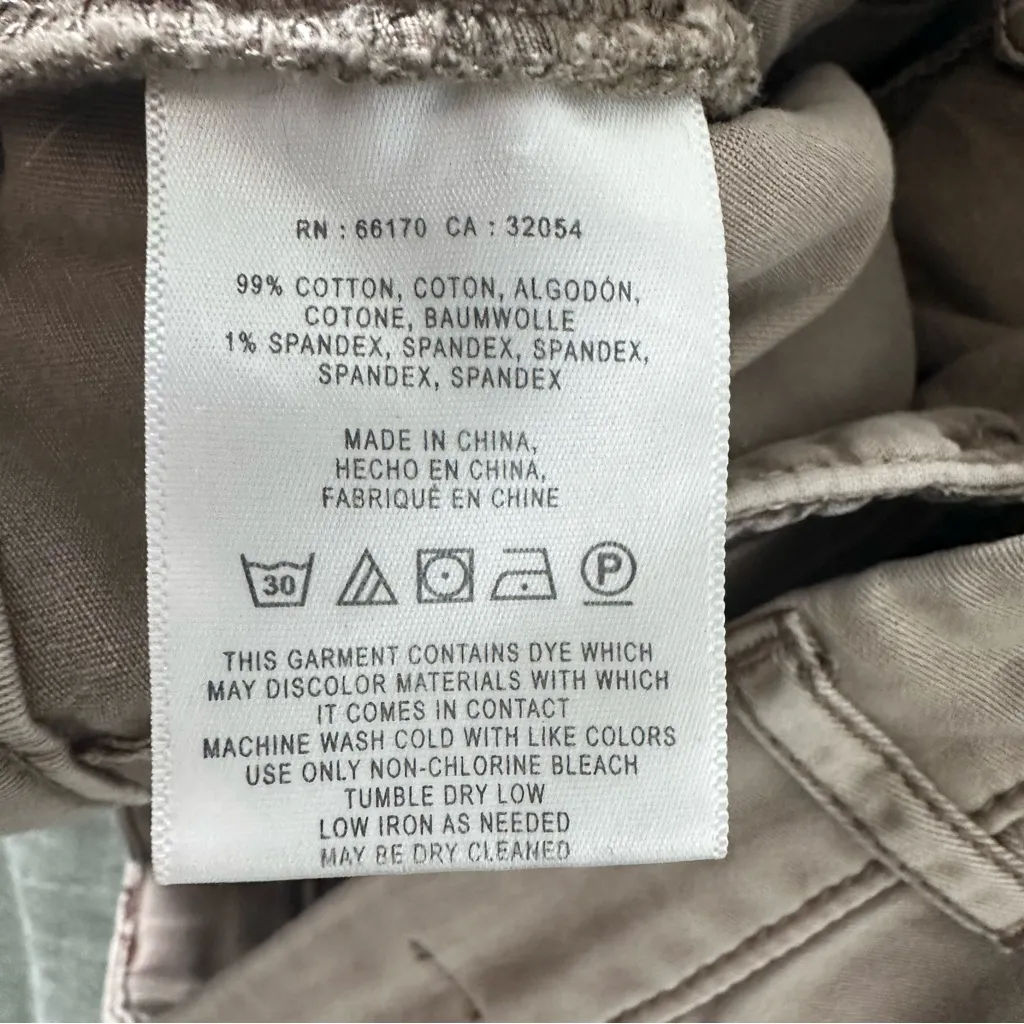 RN : 66170 CA : 32054
99% COTTON, COTON, ALGODÓN,
COTONE, BAUMWOLLE
1% SPANDEX, SPANDEX, SPANDEX,
SPANDEX, SPANDEX
MADE IN CHINA,
HECHO EN CHINA,
FABRIQUÉ EN CHINE
30 P
THIS GARMENT CONTAINS DYE WHICH
MAY DISCOLOR MATERIALS WITH WHICH
IT COMES IN CONTACT
MACHINE WASH COLD WITH LIKE COLORS
USE ONLY NON-CHLORINE BLEACH
TUMBLE DRY LOW
LOW IRON AS NEEDED
MAY BE DRY CLEANED